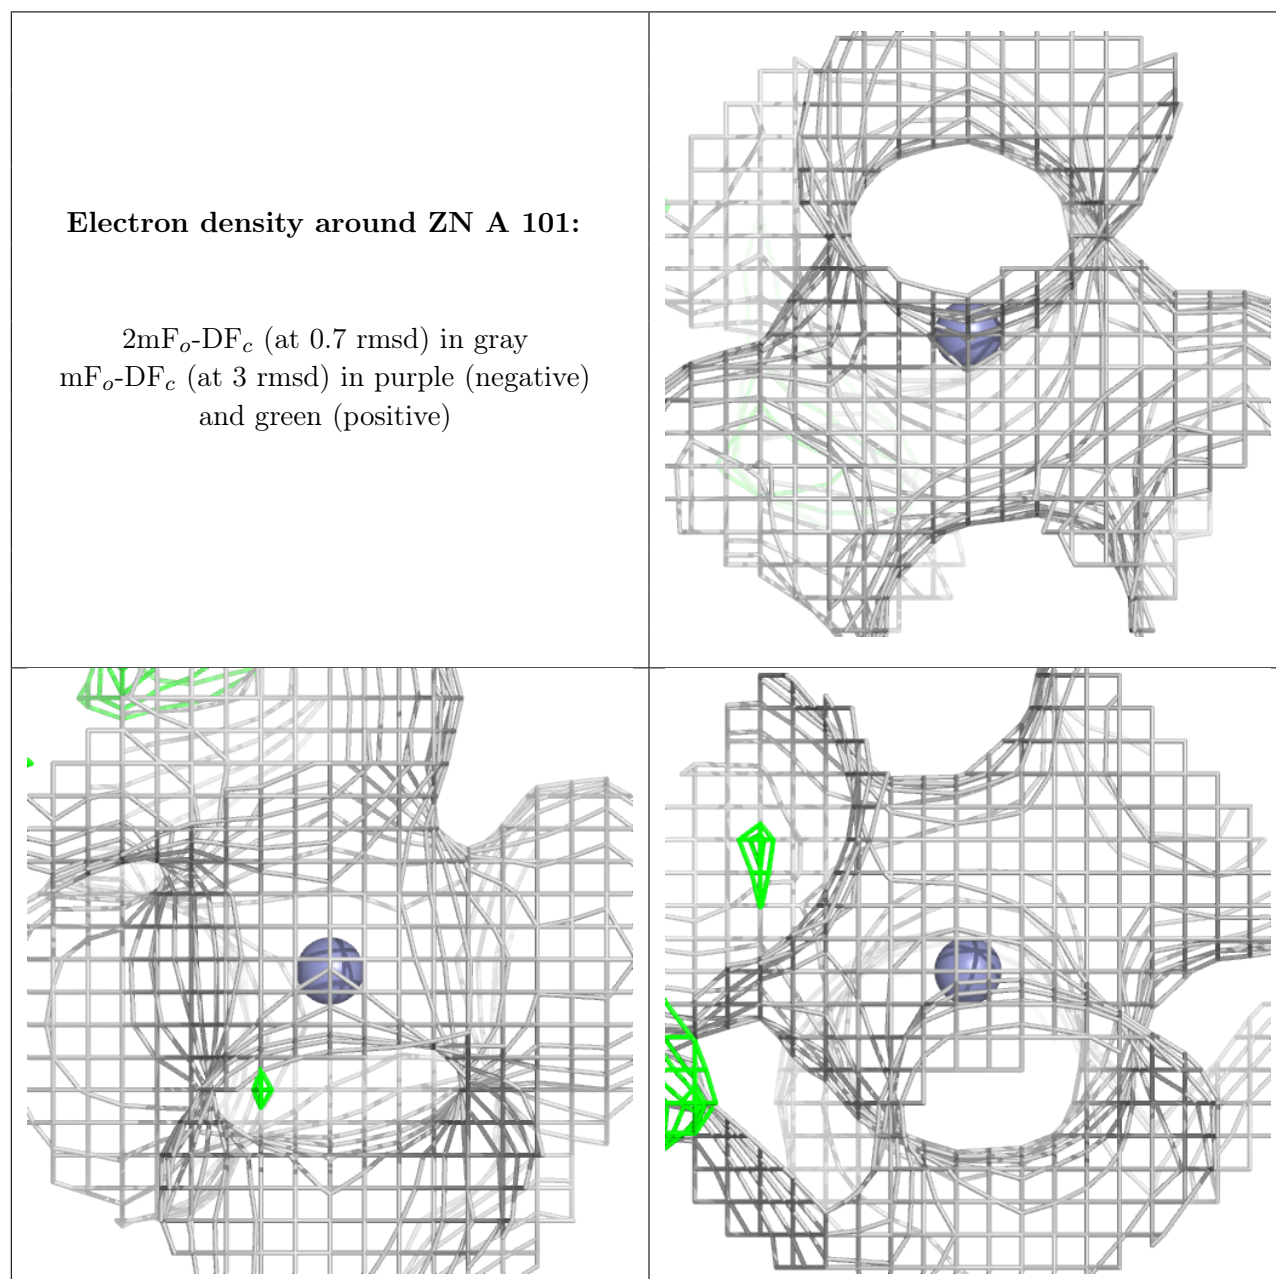 Electron density around ZN A 101:
2mFo-DFc (at 0.7 rmsd) in gray
mFo-DFc (at 3 rmsd) in purple (negative)
and green (positive)